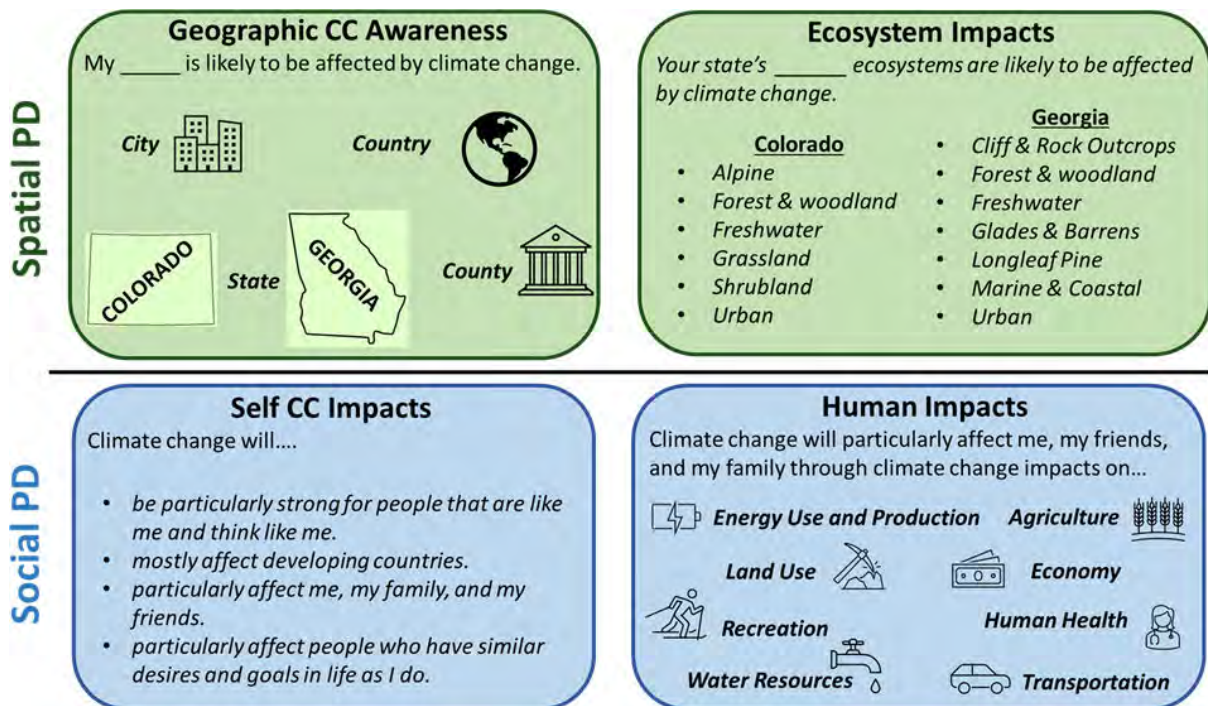 Spatial PD
Geographic CC Awareness
My _____ is likely to be affected by climate change.
City
Country
COLORADO
State
GEORGIA
County
Ecosystem Impacts
Your state's ______ ecosystems are likely to be affected
by climate change.
Colorado
• Alpine
• Forest & woodland
• Freshwater
• Grassland
• Shrubland
• Urban
Georgia
• Cliff & Rock Outcrops
• Forest & woodland
• Freshwater
• Glades & Barrens
• Longleaf Pine
• Marine & Coastal
• Urban
Social PD
Self CC Impacts
Climate change will....
• be particularly strong for people that are like
me and think like me.
• mostly affect developing countries.
• particularly affect me, my family, and my
friends.
• particularly affect people who have similar
desires and goals in life as I do.
Human Impacts
Climate change will particularly affect me, my friends,
and my family through climate change impacts on…
Energy Use and Production
Agriculture
Land Use
Economy
Recreation
Human Health
Water Resources
Transportation